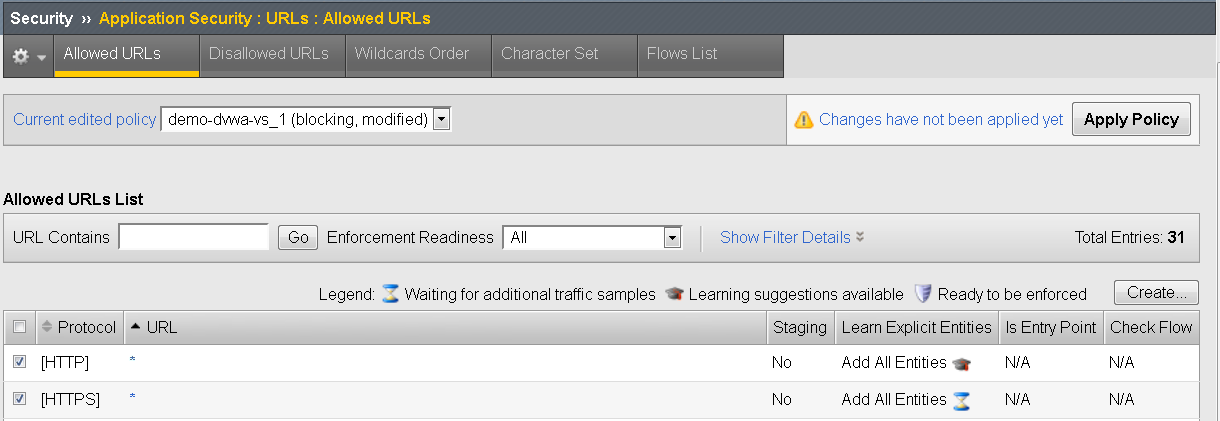 Security ›› Application Security : URLs : Allowed URLs
Allowed URLs Disallowed URLs Wildcards Order Character Set Flows List
Current edited policy demo-dvwa-vs_1 (blocking, modified) Changes have not been applied yet Apply Policy
Allowed URLs List
URL Contains Go Enforcement Readiness All Show Filter Details Total Entries: 31
Legend: Waiting for additional traffic samples Learning suggestions available Ready to be enforced Create...
Protocol URL Staging Learn Explicit Entities Is Entry Point Check Flow
[HTTP] * No Add All Entities N/A N/A
[HTTPS] * No Add All Entities N/A N/A